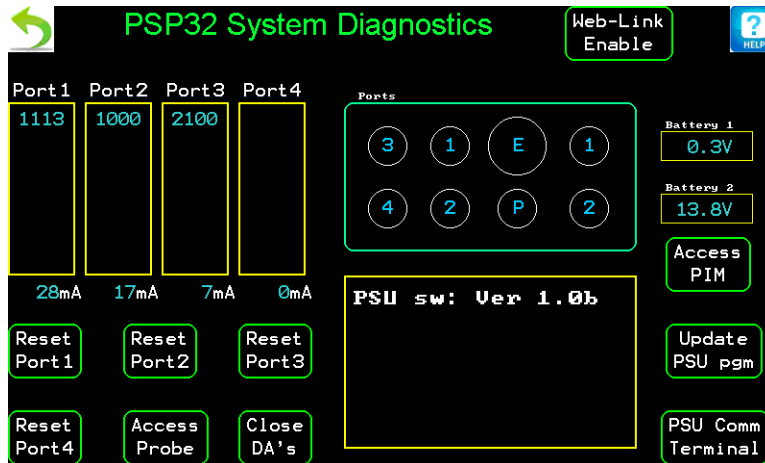 PSP32 System Diagnostics
Web-Link
Enable
?
HELP
Port1 Port2 Port3 Port4
1113 1000 2100
28mA 17mA 7mA 0mA
Ports
3 1 E 1
4 2 P 2
Battery 1
0.3V
Battery 2
13.8V
Access
PIM
PSU sw: Ver 1.0b
Reset
Port1
Reset
Port2
Reset
Port3
Update
PSU pgm
Reset
Port4
Access
Probe
Close
DA's
PSU Comm
Terminal